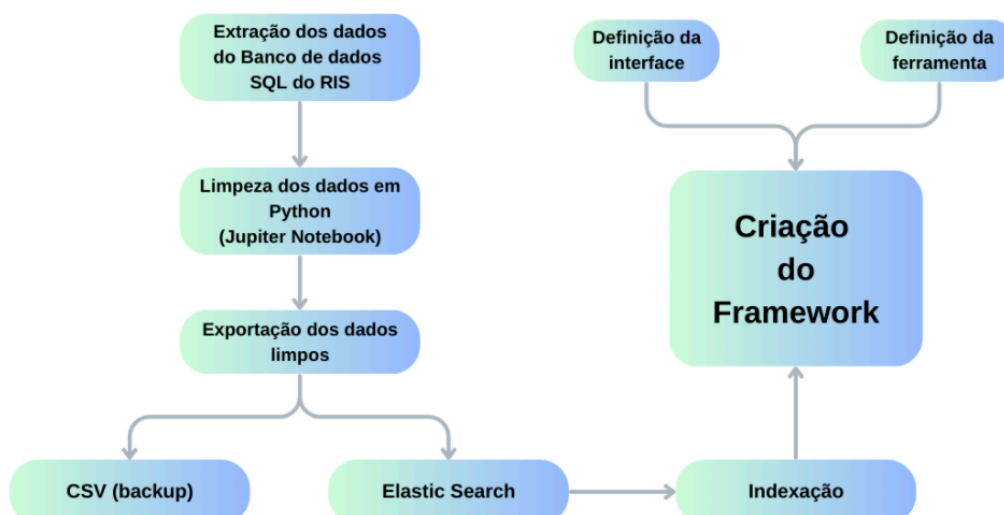 Extração dos dados
do Banco de dados
SQL do RIS
Definição da
interface
Definição da
ferramenta
Limpeza dos dados em
Python
(Jupiter Notebook)
Criação
do
Framework
Exportação dos dados
limpos
CSV (backup)
Elastic Search
Indexação